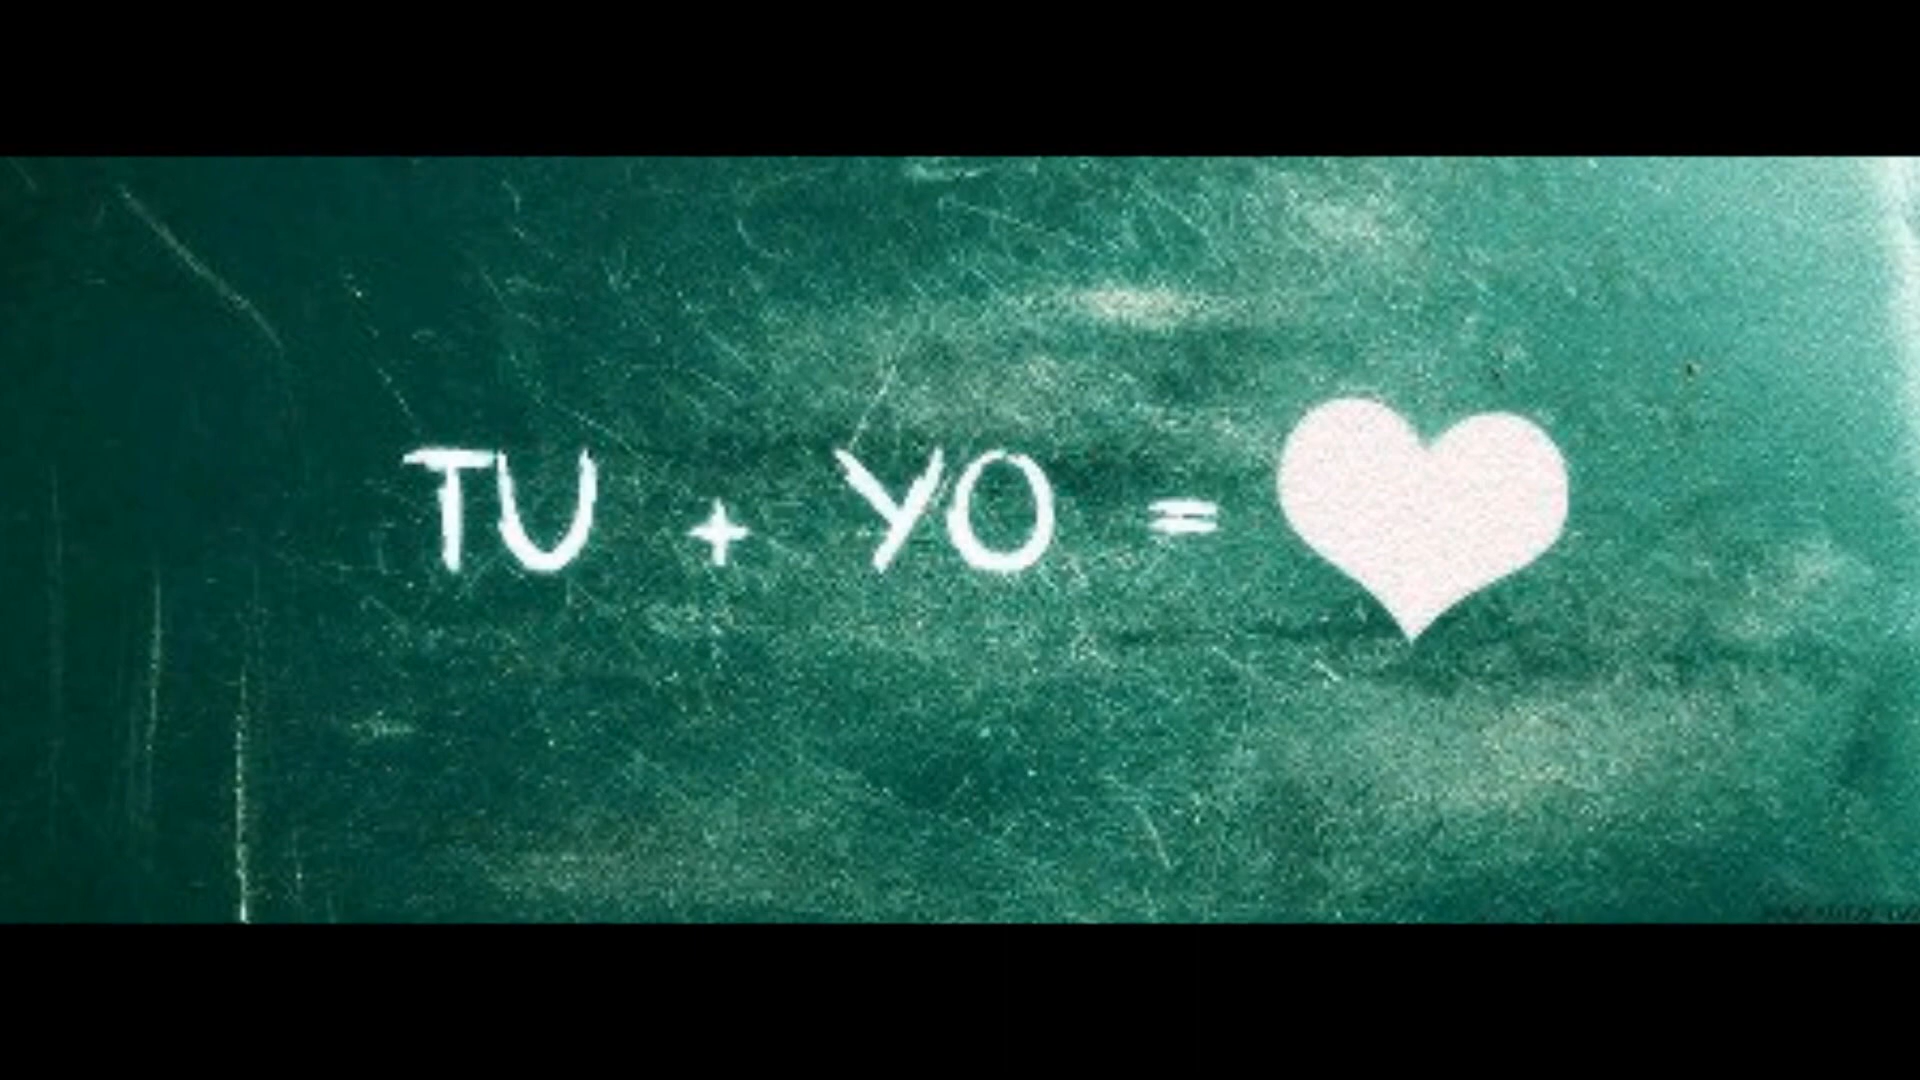 TU + YO =